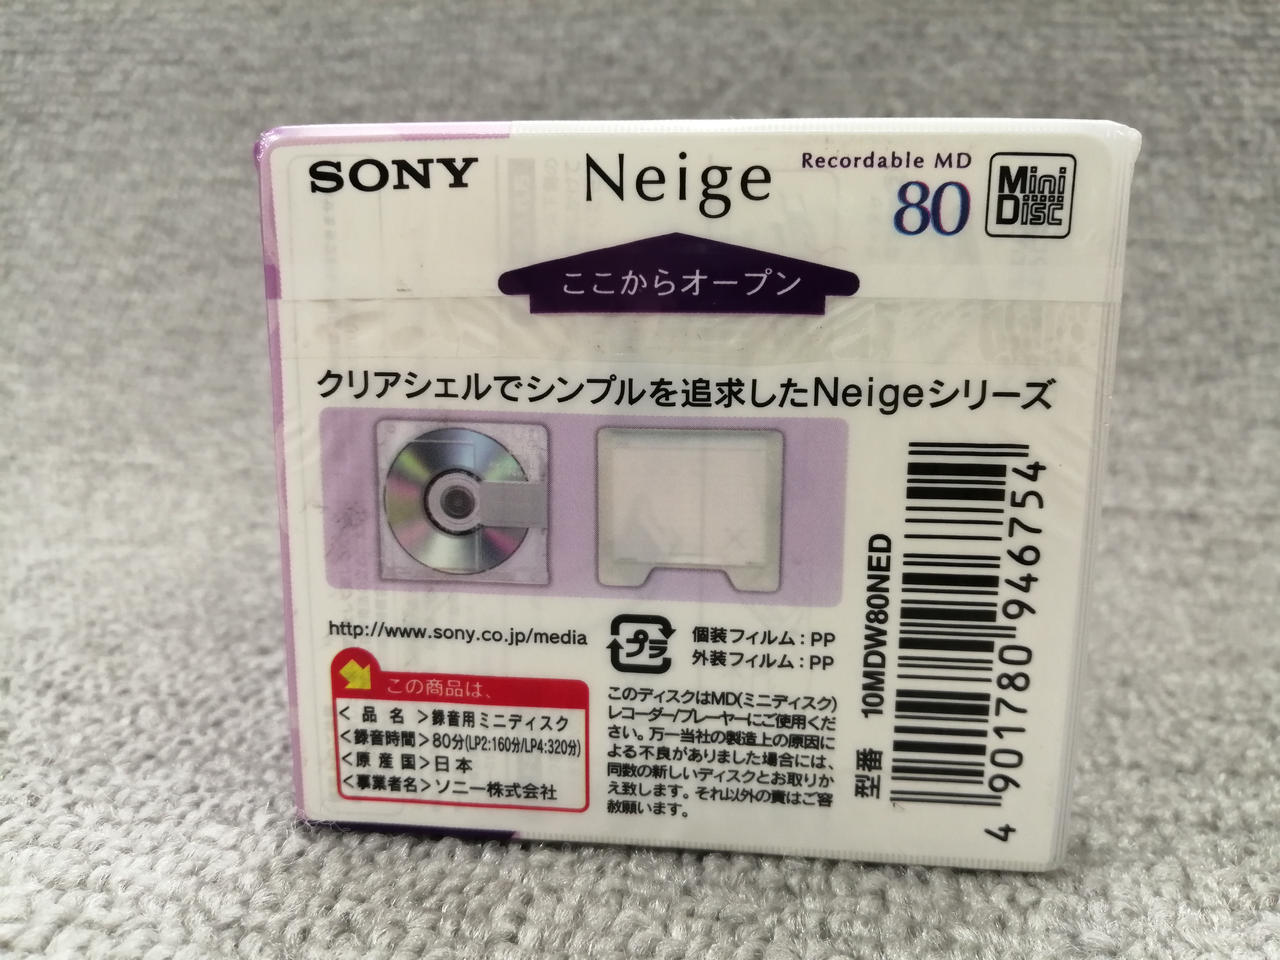 SONY
Neige
Recordable MD
80
Mini
Disc
ここからオープン
クリアシェルでシンプルを追求したNeigeシリーズ
http://www.sony.co.jp/media
プラ
個装フィルム：PP
外装フィルム：PP
この商品は、
＜品名＞録音用ミニディスク
＜録音時間＞80分(LP2:160分/LP4:320分)
＜原産国＞日本
＜事業者名＞ソニー株式会社
このディスクはMD(ミニディスク)
レコーダー/プレーヤーにご使用くだ
さい。万一当社の製造上の原因に
よる不良がありました場合には、
同数の新しいディスクとお取りか
え致します。それ以外の責はご容
赦願います。
型番 10MDW80NED
4 901780 946754